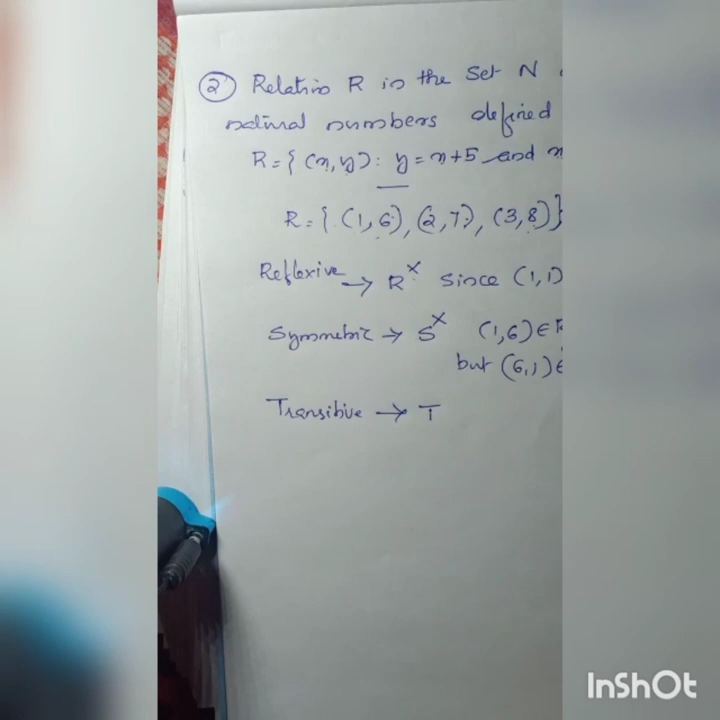 ② Relation R in the Set N
natural numbers defined
R = { (x, y) : y = x+5 and x
R = { (1, 6), (2, 7), (3, 8) }
Reflexive → R× Since (1, 1)
Symmetric → S× (1, 6) ∈ R
but (6, 1) ∈
Transitive → T
InShOt